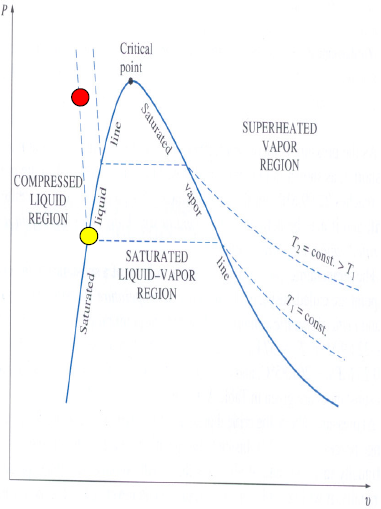 P
Critical
point
Saturated
line
SUPERHEATED
VAPOR
REGION
COMPRESSED
LIQUID
REGION
vapor
liquid
T₂ = const. > T₁
SATURATED
LIQUID–VAPOR
REGION
line
Saturated
T₁ = const.
υ